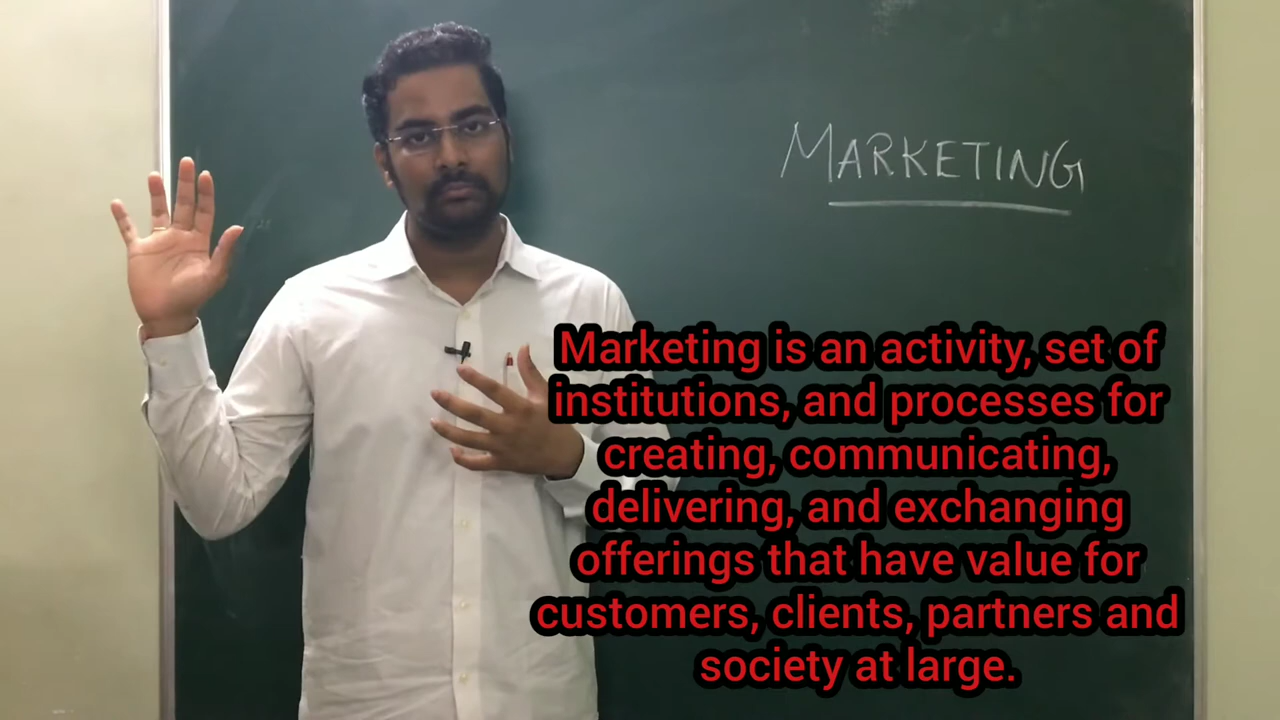 MARKETING
Marketing is an activity, set of
institutions, and processes for
creating, communicating,
delivering, and exchanging
offerings that have value for
customers, clients, partners and
society at large.